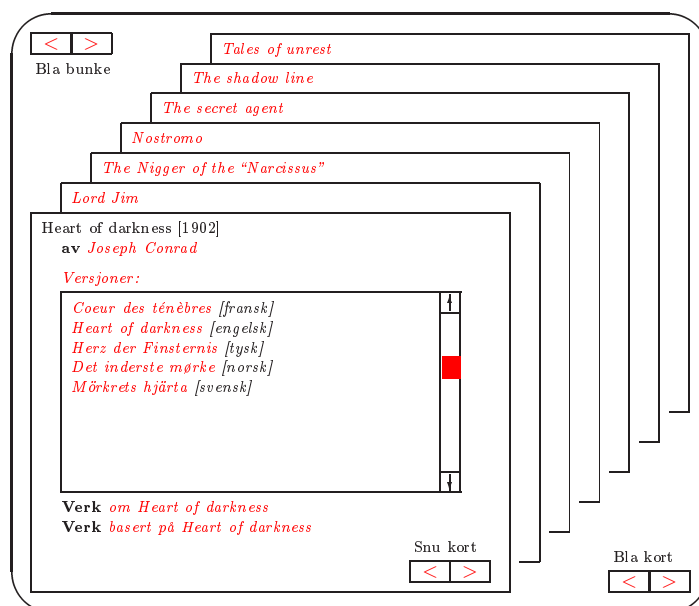 < >
Bla bunke
Tales of unrest
The shadow line
The secret agent
Nostromo
The Nigger of the “Narcissus”
Lord Jim
Heart of darkness [1902]
av Joseph Conrad
Versjoner:
Coeur des ténèbres [fransk]
Heart of darkness [engelsk]
Herz der Finsternis [tysk]
Det inderste mørke [norsk]
Mörkrets hjärta [svensk]
Verk om Heart of darkness
Verk basert på Heart of darkness
Snu kort
< >
Bla kort
< >